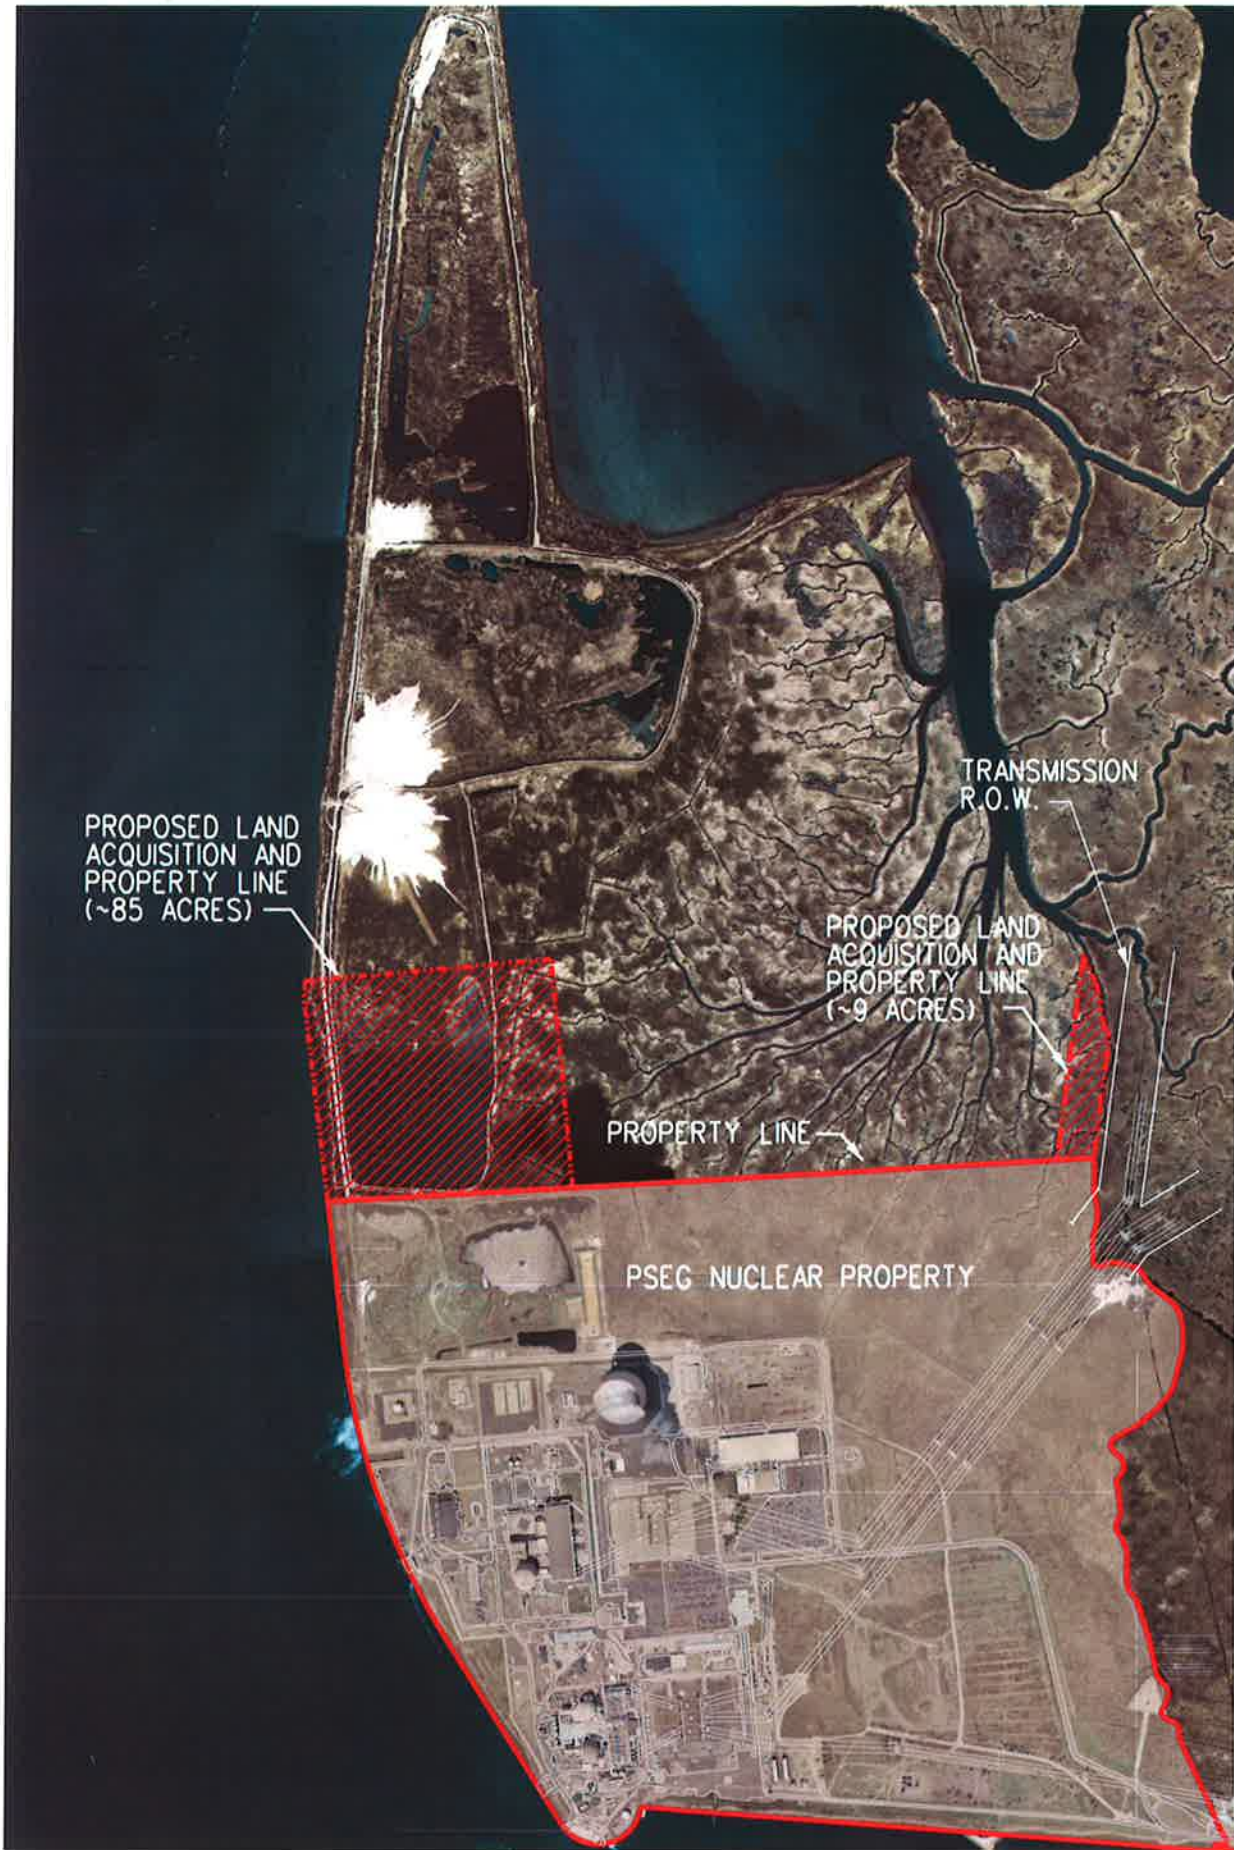 TRANSMISSION
R.O.W.
PROPOSED LAND
ACQUISITION AND
PROPERTY LINE
(~85 ACRES)
PROPOSED LAND
ACQUISITION AND
PROPERTY LINE
(~9 ACRES)
PROPERTY LINE
PSEG NUCLEAR PROPERTY